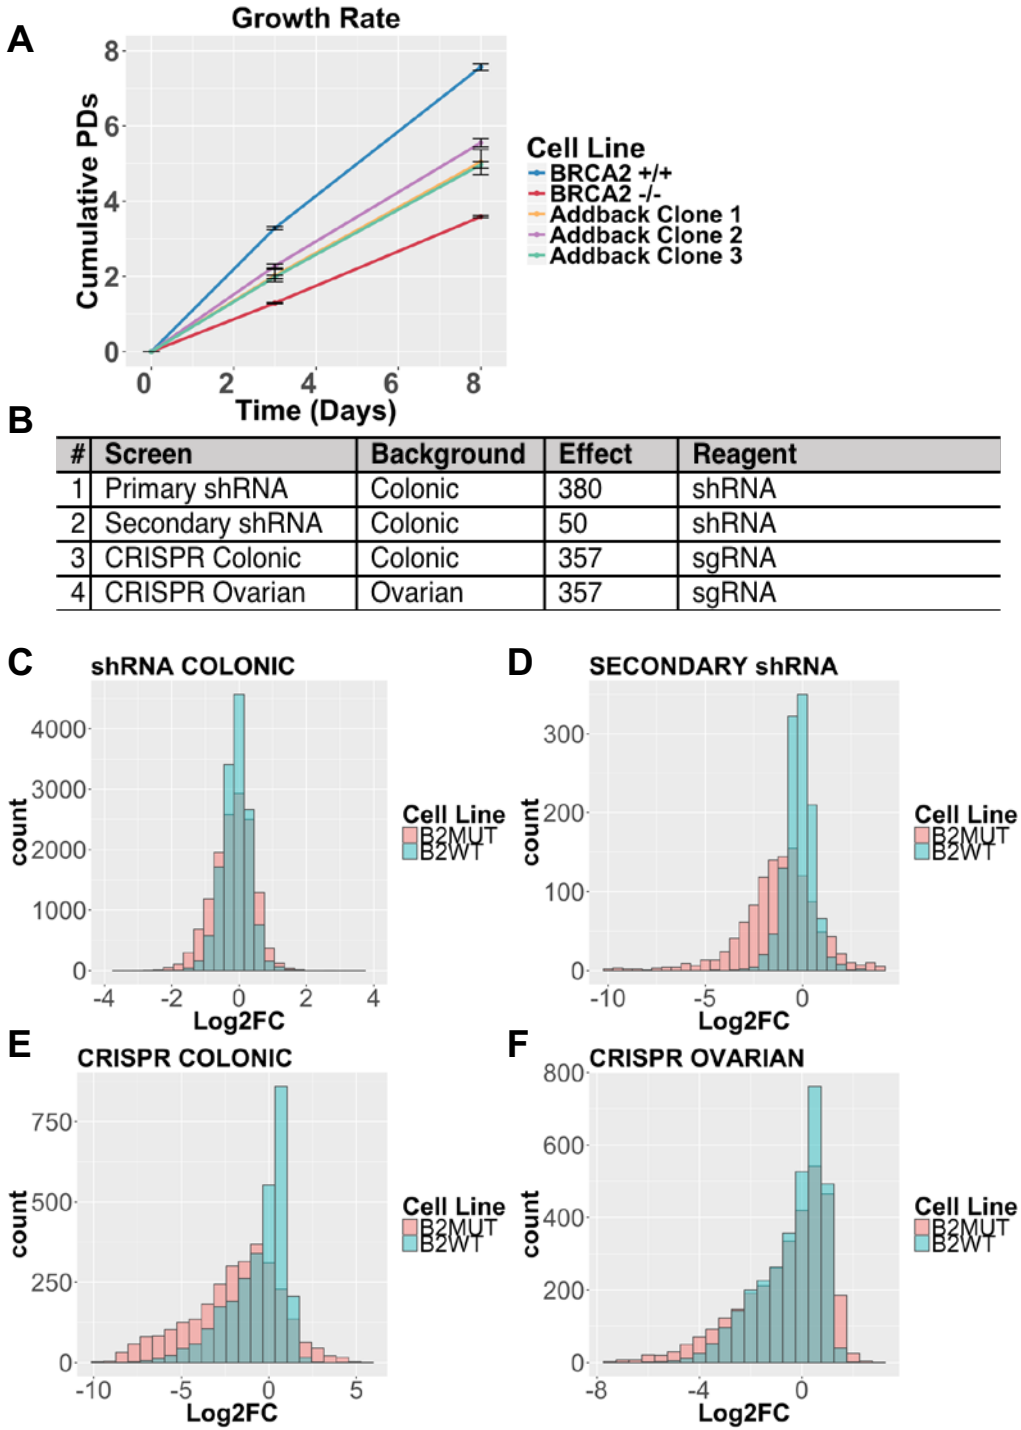 A
Growth Rate
Cumulative PDs
8
6
4
2
0
0 2 4 6 8
Time (Days)
Cell Line
BRCA2 +/+
BRCA2 -/-
Addback Clone 1
Addback Clone 2
Addback Clone 3
B
# Screen Background Effect Reagent
1 Primary shRNA Colonic 380 shRNA
2 Secondary shRNA Colonic 50 shRNA
3 CRISPR Colonic Colonic 357 sgRNA
4 CRISPR Ovarian Ovarian 357 sgRNA
C
shRNA COLONIC
count
4000
3000
2000
1000
0
-4 -2 0 2 4
Log2FC
Cell Line
B2MUT
B2WT
D
SECONDARY shRNA
count
300
200
100
0
-10 -5 0
Log2FC
Cell Line
B2MUT
B2WT
E
CRISPR COLONIC
count
750
500
250
0
-10 -5 0 5
Log2FC
Cell Line
B2MUT
B2WT
F
CRISPR OVARIAN
count
800
600
400
200
0
-8 -4 0
Log2FC
Cell Line
B2MUT
B2WT